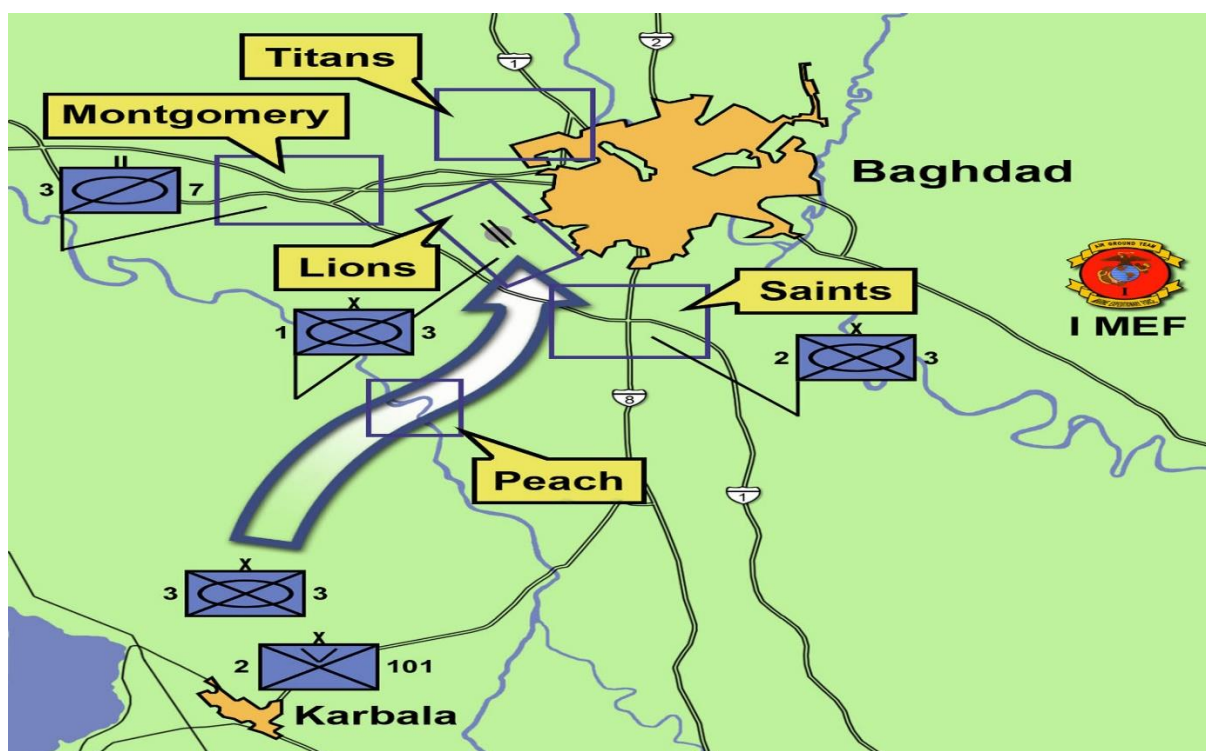 Titans
1
2
Montgomery
II
3
7
Baghdad
Lions
Saints
I
I MEF
X
1
3
X
2
3
8
Peach
1
X
3
3
X
2
101
Karbala